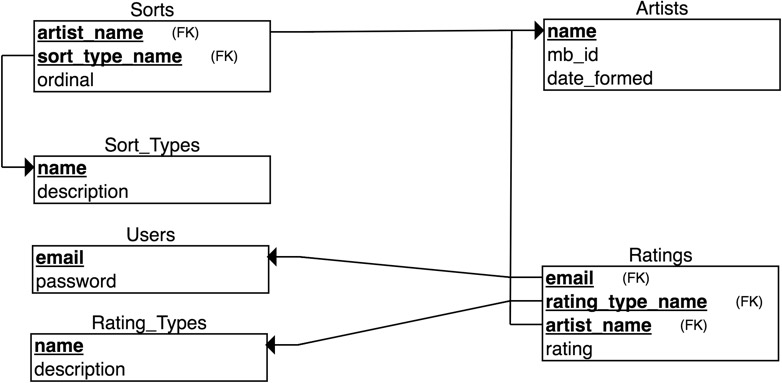 Sorts
artist_name (FK)
sort_type_name (FK)
ordinal
Artists
name
mb_id
date_formed
Sort_Types
name
description
Users
email
password
Ratings
email (FK)
rating_type_name (FK)
artist_name (FK)
rating
Rating_Types
name
description